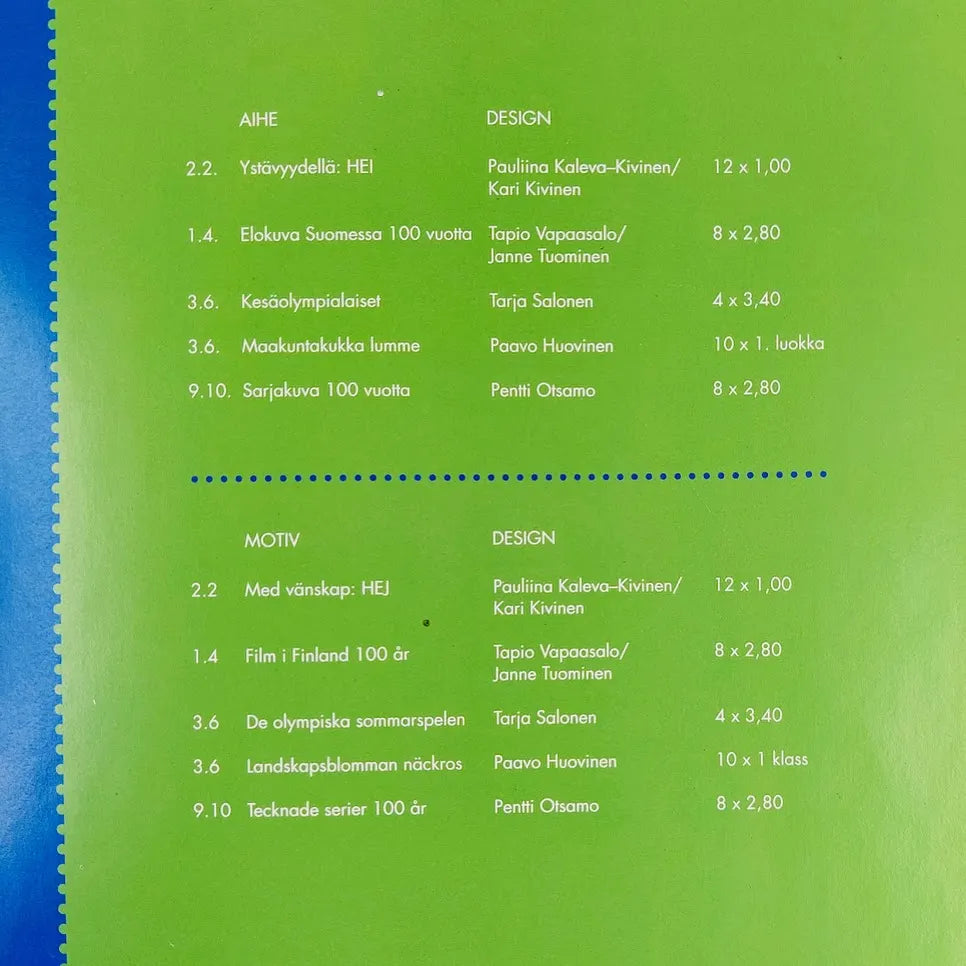 AIHE DESIGN
2.2. Ystävyydellä: HEI Pauliina Kaleva–Kivinen/ 12 x 1,00
Kari Kivinen
1.4. Elokuva Suomessa 100 vuotta Tapio Vapaasalo/ 8 x 2,80
Janne Tuominen
3.6. Kesäolympialaiset Tarja Salonen 4 x 3,40
3.6. Maakuntakukka lumme Paavo Huovinen 10 x 1. luokka
9.10. Sarjakuva 100 vuotta Pentti Otsamo 8 x 2,80
MOTIV DESIGN
2.2 Med vänskap: HEJ Pauliina Kaleva–Kivinen/ 12 x 1,00
Kari Kivinen
1.4 Film i Finland 100 år Tapio Vapaasalo/ 8 x 2,80
Janne Tuominen
3.6 De olympiska sommarspelen Tarja Salonen 4 x 3,40
3.6 Landskapsblomman näckros Paavo Huovinen 10 x 1 klass
9.10 Tecknade serier 100 år Pentti Otsamo 8 x 2,80